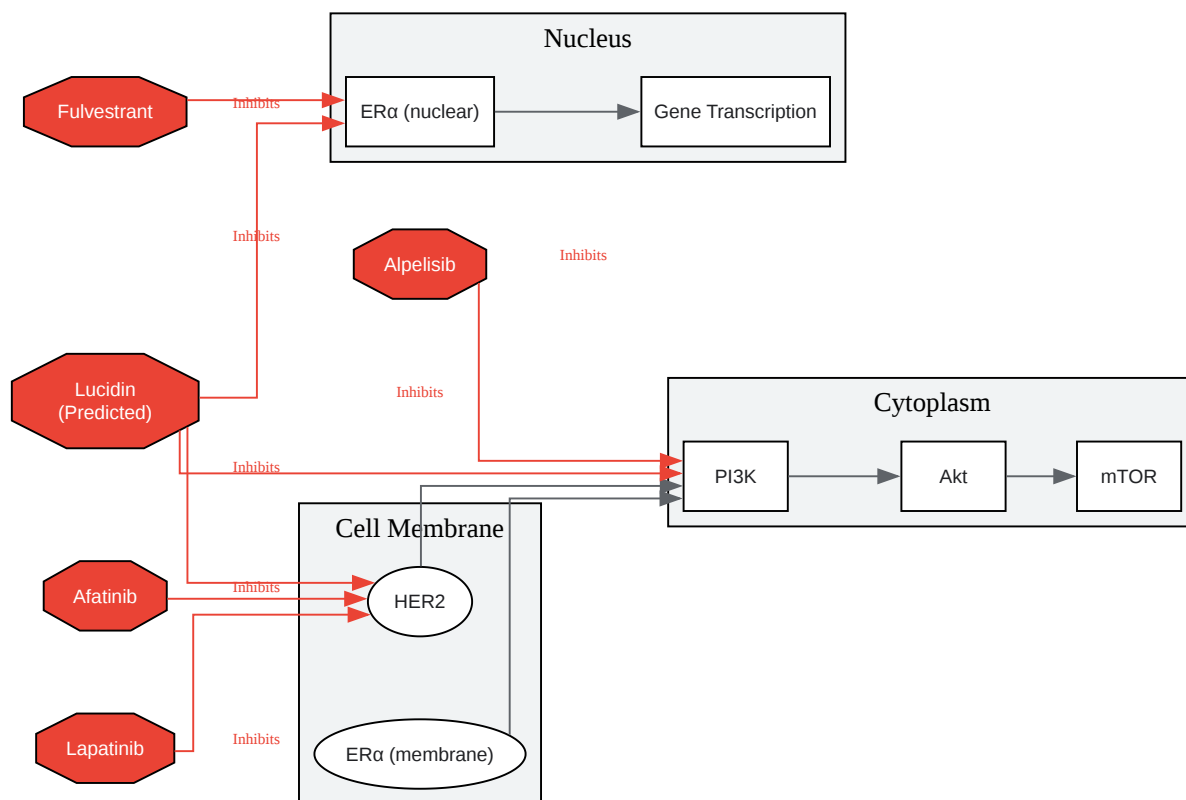 Nucleus
Fulvestrant
Inhibits
ERα (nuclear)
Gene Transcription
Inhibits
Alpelisib
Inhibits
Lucidin
(Predicted)
Inhibits
Cytoplasm
Inhibits
PI3K
Akt
mTOR
Cell Membrane
Afatinib
Inhibits
HER2
Lapatinib
Inhibits
ERα (membrane)